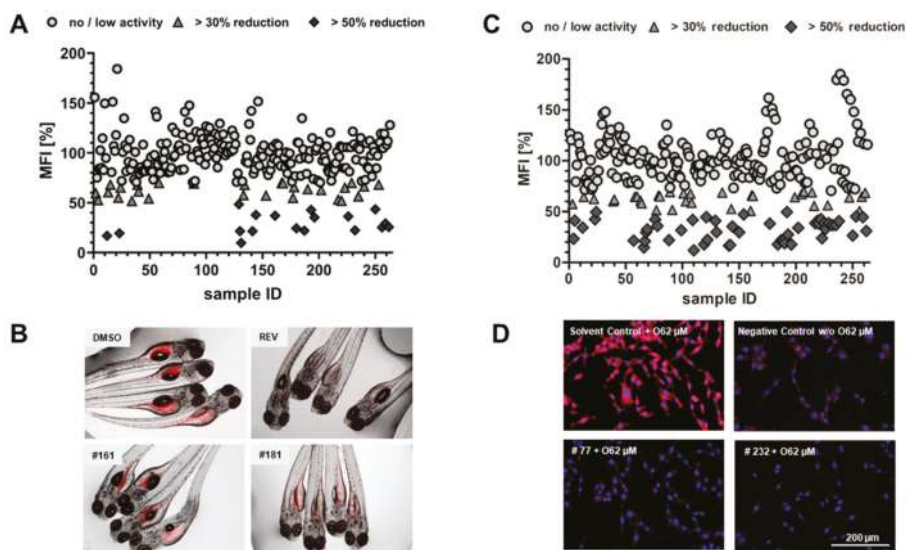 A
no / low activity
> 30% reduction
> 50% reduction
200
150
100
50
0
MFI [%]
0 50 100 150 200 250
sample ID
B
DMSO
REV
#161
#181
C
no / low activity
> 30% reduction
> 50% reduction
200
150
100
50
0
MFI [%]
0 50 100 150 200 250
sample ID
D
Solvent Control + O62 µM
Negative Control w/o O62 µM
# 77 + O62 µM
# 232 + O62 µM
200 µm